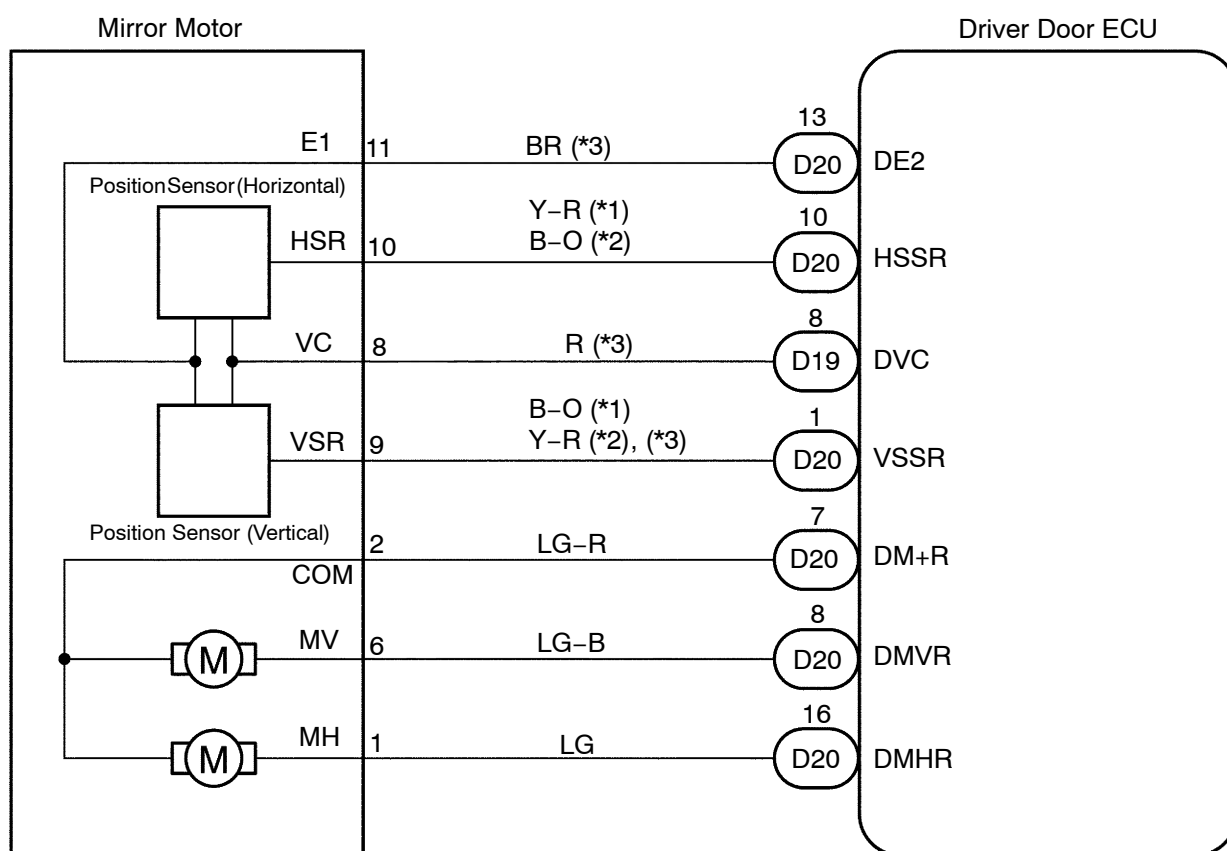 Mirror Motor
Driver Door ECU
13
E1
11
BR (*3)
D20
DE2
Position Sensor (Horizontal)
Y−R (*1)
10
HSR
10
B−O (*2)
D20
HSSR
8
VC
8
R (*3)
D19
DVC
B−O (*1)
1
VSR
9
Y−R (*2), (*3)
D20
VSSR
Position Sensor (Vertical)
7
2
LG−R
D20
DM+R
COM
8
MV
6
LG−B
D20
DMVR
M
16
MH
1
LG
D20
DMHR
M